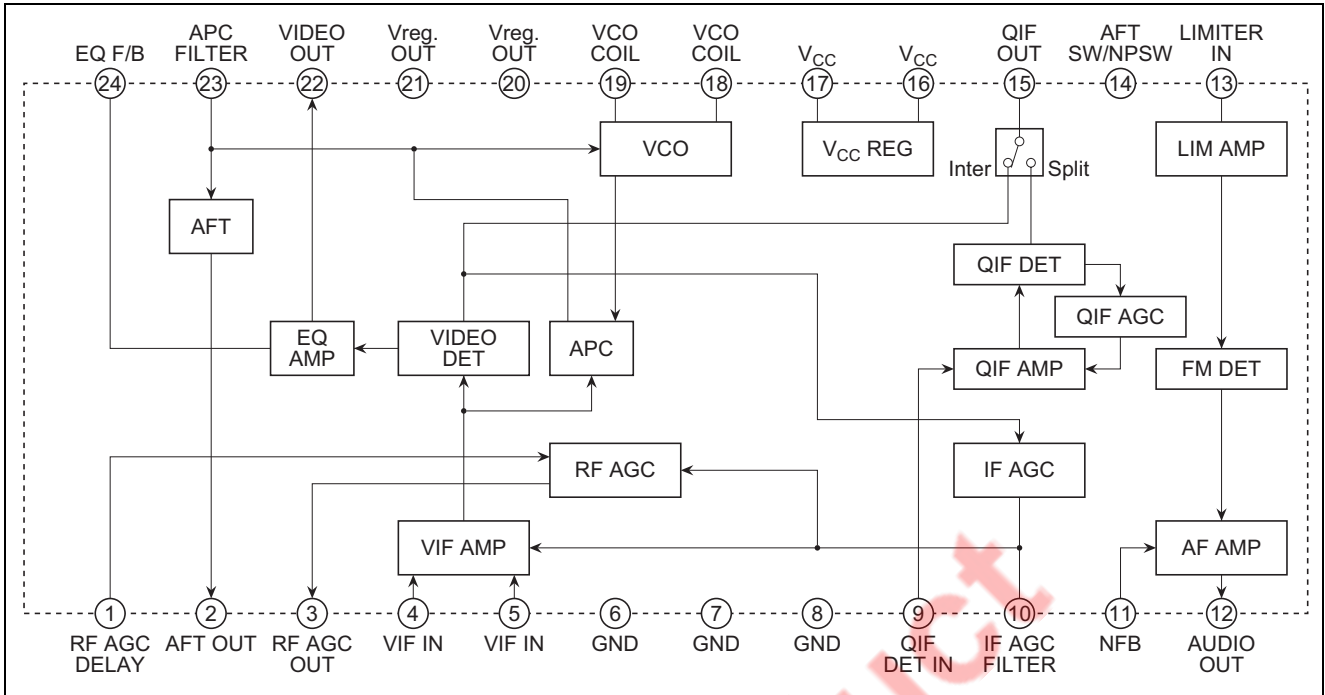 EQ F/B
APC FILTER
VIDEO OUT
Vreg. OUT
Vreg. OUT
VCO COIL
VCO COIL
VCC
VCC
QIF OUT
AFT SW/NPSW
LIMITER IN
24
23
22
21
20
19
18
17
16
15
14
13
VCO
VCC REG
Inter
Split
LIM AMP
AFT
QIF DET
QIF AGC
EQ AMP
VIDEO DET
APC
QIF AMP
FM DET
RF AGC
IF AGC
VIF AMP
AF AMP
1
2
3
4
5
6
7
8
9
10
11
12
RF AGC DELAY
AFT OUT
RF AGC OUT
VIF IN
VIF IN
GND
GND
GND
QIF DET IN
IF AGC FILTER
NFB
AUDIO OUT
uct